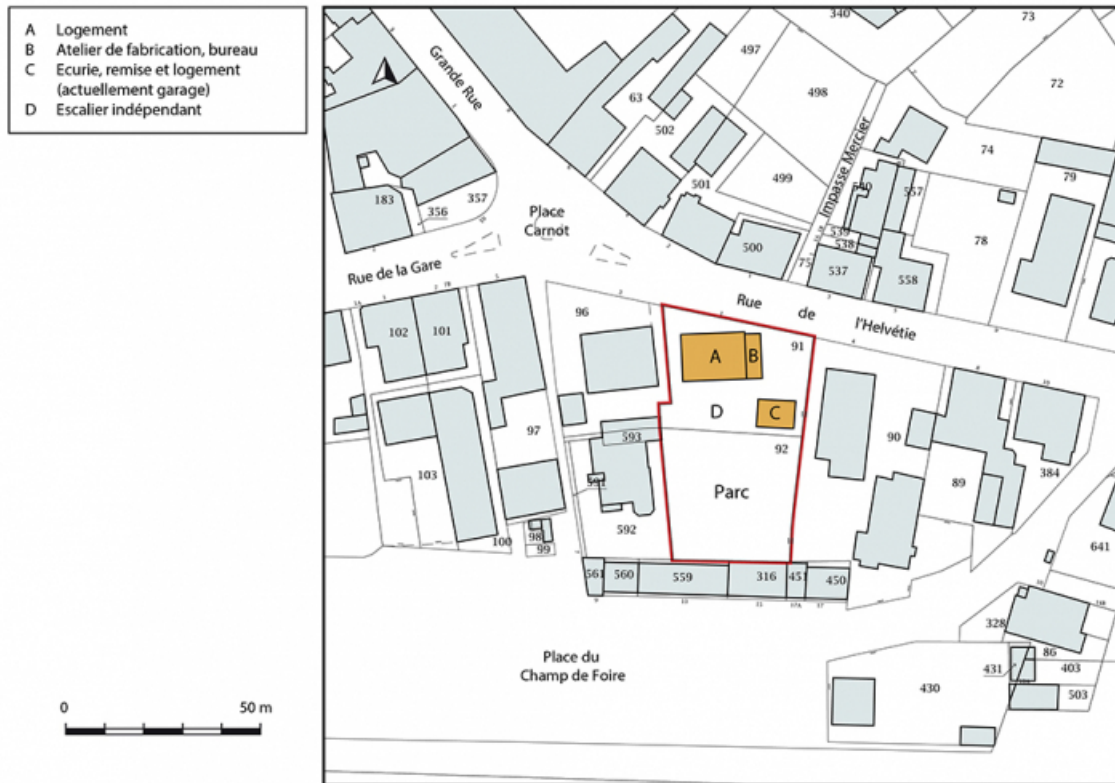 A Logement
B Atelier de fabrication, bureau
C Ecurie, remise et logement
(actuellement garage)
D Escalier indépendant
0 50 m
340
73
497
72
Grande Rue
498
63
502
Impasse Mercier
74
79
499
501
557
183
357
356
Place
Carnot
539
538
78
500
75
537
558
Rue de la Gare
Rue de l'Helvétie
96
102
101
91
A
B
D
C
593
92
90
97
384
103
89
591
Parc
592
100
98
99
641
561
560
559
316
451
450
328
86
Place du
Champ de Foire
431
403
430
503